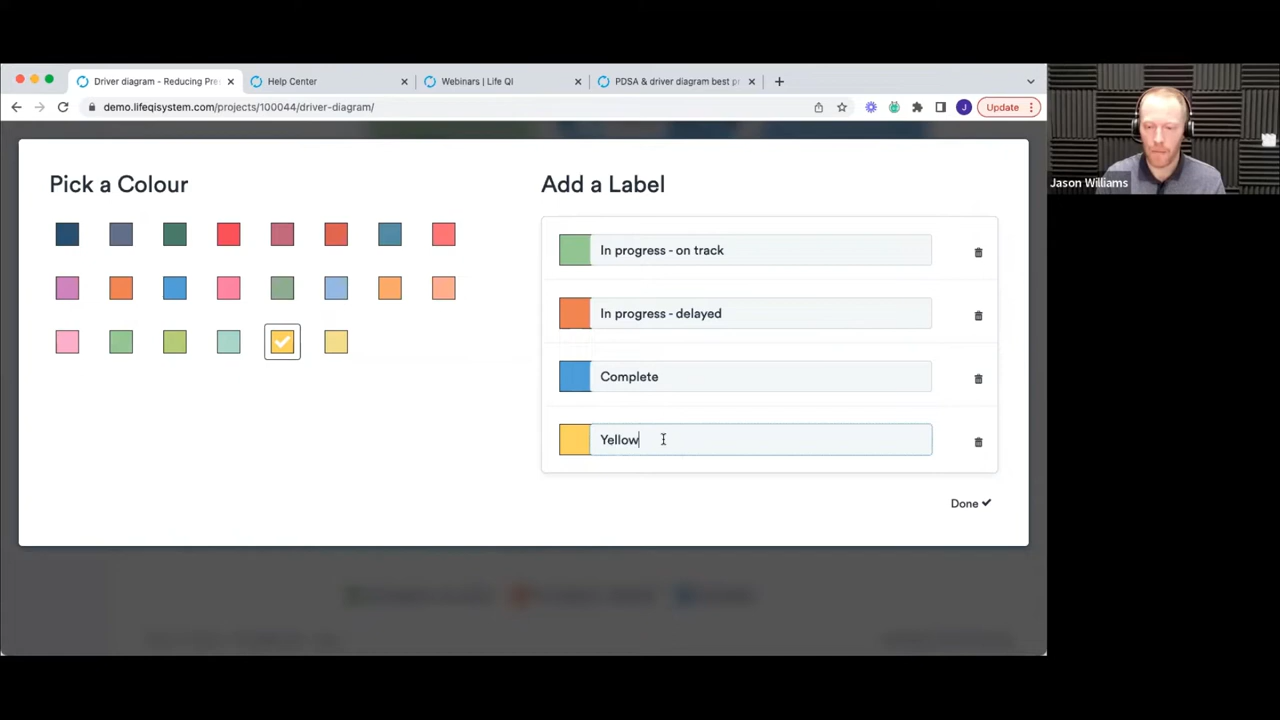 Driver diagram - Reducing Pre
Help Center
Webinars | Life QI
PDSA & driver diagram best p
demo.lifeqisystem.com/projects/100044/driver-diagram/
J
Update
Pick a Colour
Add a Label
In progress - on track
In progress - delayed
Complete
Yellow
Done
Jason Williams